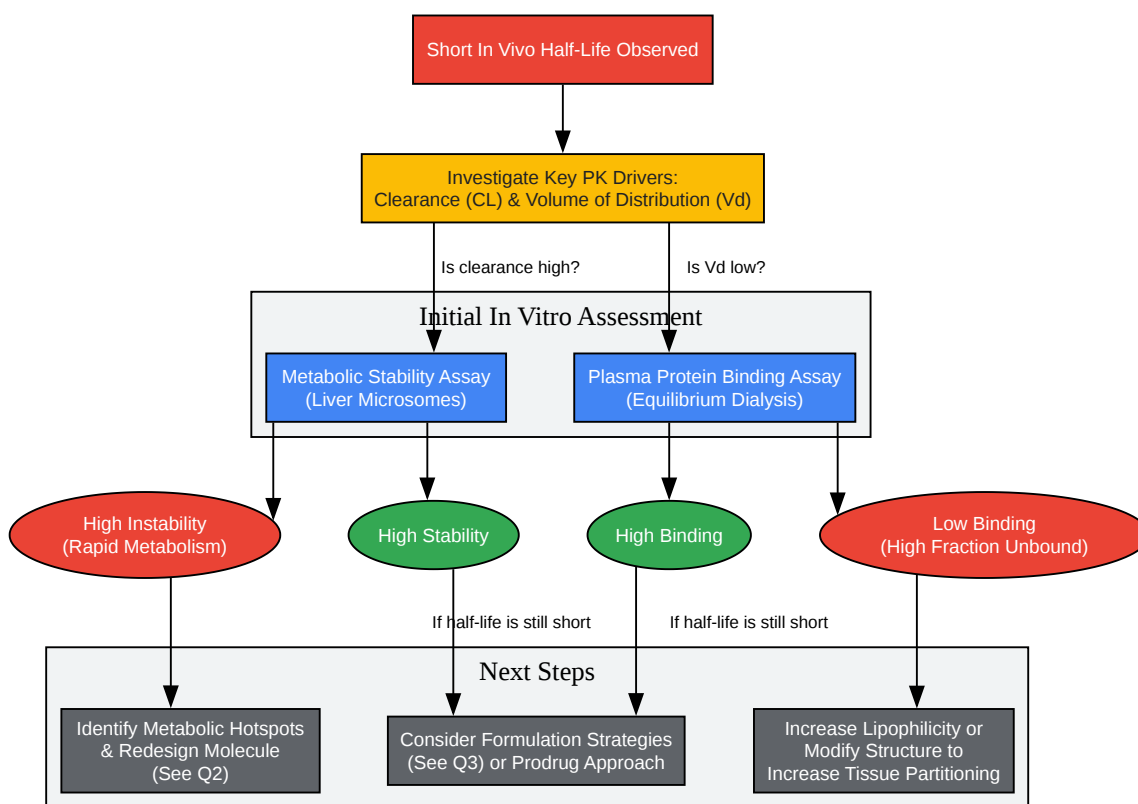 Short In Vivo Half-Life Observed
Investigate Key PK Drivers:
Clearance (CL) & Volume of Distribution (Vd)
Is clearance high?
Is Vd low?
Initial In Vitro Assessment
Metabolic Stability Assay
(Liver Microsomes)
Plasma Protein Binding Assay
(Equilibrium Dialysis)
High Instability
(Rapid Metabolism)
High Stability
High Binding
Low Binding
(High Fraction Unbound)
If half-life is still short
If half-life is still short
Next Steps
Identify Metabolic Hotspots
& Redesign Molecule
(See Q2)
Consider Formulation Strategies
(See Q3) or Prodrug Approach
Increase Lipophilicity or
Modify Structure to
Increase Tissue Partitioning